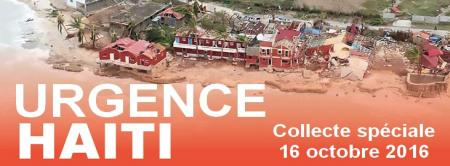 URGENCE
HAITI
Collecte spéciale
16 octobre 2016